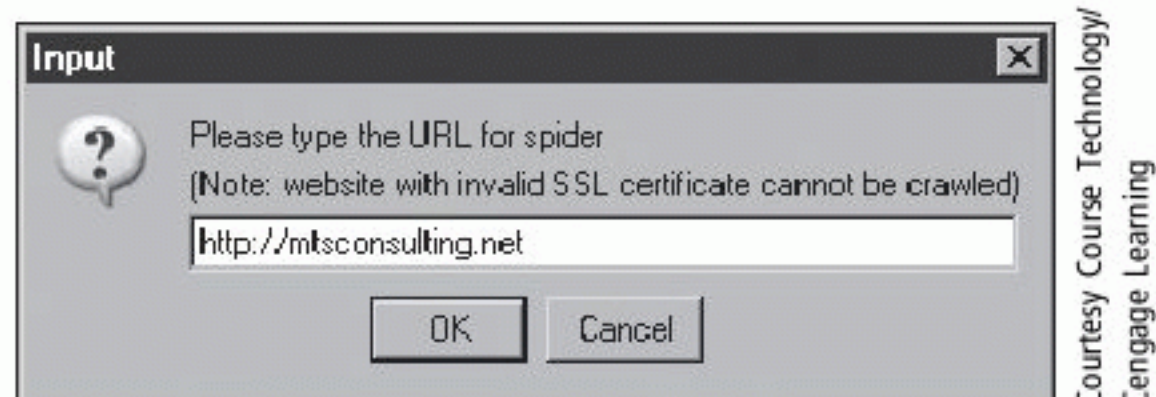 Input
Please type the URL for spider
(Note: website with invalid SSL certificate cannot be crawled)
http://mtsconsulting.net
OK
Cancel
Courtesy Course Technology/
Cengage Learning